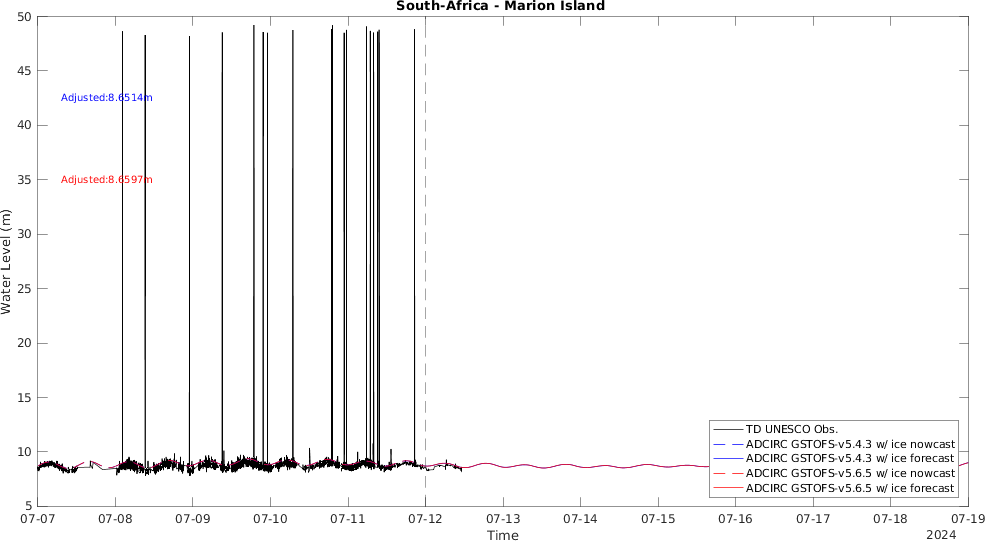 South-Africa - Marion Island
50
45
40
35
30
25
20
15
10
5
Water Level (m)
Adjusted:8.6514m
Adjusted:8.6597m
TD UNESCO Obs.
ADCIRC GSTOFS-v5.4.3 w/ ice nowcast
ADCIRC GSTOFS-v5.4.3 w/ ice forecast
ADCIRC GSTOFS-v5.6.5 w/ ice nowcast
ADCIRC GSTOFS-v5.6.5 w/ ice forecast
07-07 07-08 07-09 07-10 07-11 07-12 07-13 07-14 07-15 07-16 07-17 07-18 07-19
Time
2024